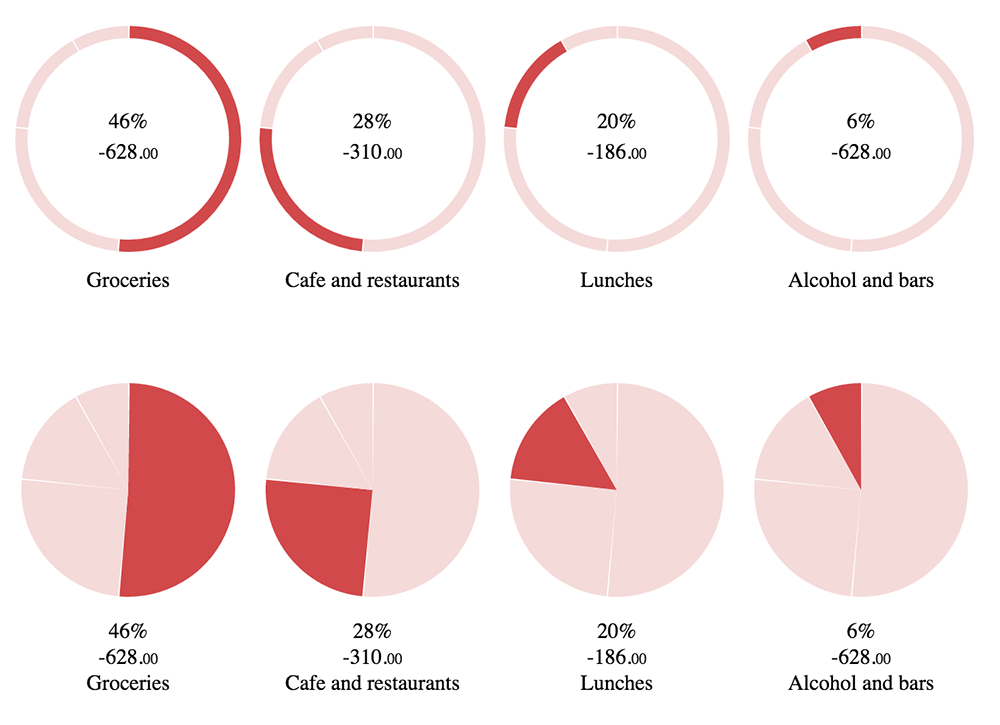 46%
-628.00
Groceries
28%
-310.00
Cafe and restaurants
20%
-186.00
Lunches
6%
-628.00
Alcohol and bars
46%
-628.00
Groceries
28%
-310.00
Cafe and restaurants
20%
-186.00
Lunches
6%
-628.00
Alcohol and bars